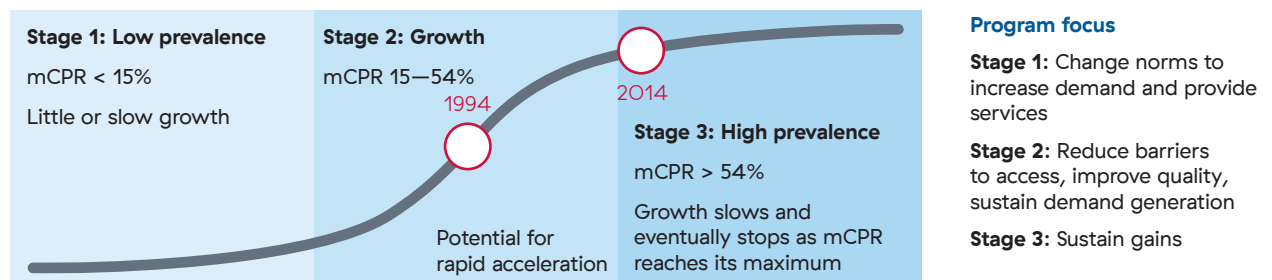 Stage 1: Low prevalence
mCPR < 15%
Little or slow growth
Stage 2: Growth
mCPR 15—54%
1994
Potential for
rapid acceleration
2014
Stage 3: High prevalence
mCPR > 54%
Growth slows and
eventually stops as mCPR
reaches its maximum
Program focus
Stage 1: Change norms to
increase demand and provide
services
Stage 2: Reduce barriers
to access, improve quality,
sustain demand generation
Stage 3: Sustain gains